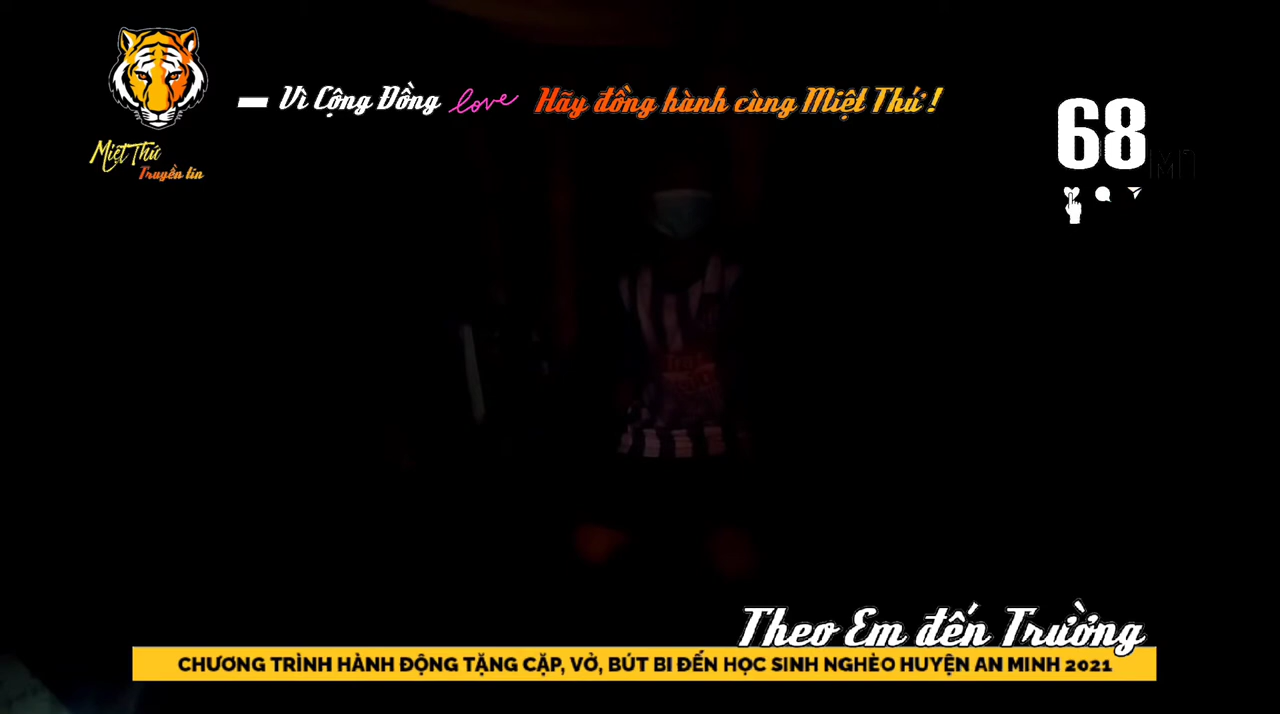 Vì Cộng Đồng love Hãy đồng hành cùng Miệt Thứ !
68
Miệt Thứ
Truyền tin
Theo Em đến Trường
CHƯƠNG TRÌNH HÀNH ĐỘNG TẶNG CẶP, VỞ, BÚT BI ĐẾN HỌC SINH NGHÈO HUYỆN AN MINH 2021